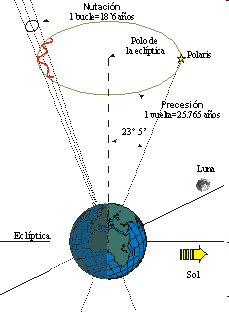 Nutación
1 bucle=18'6 años
Polo de
la eclíptica
Polaris
Precesión
1 vuelta=25.765 años
23° 5'
Luna
Eclíptica
Sol